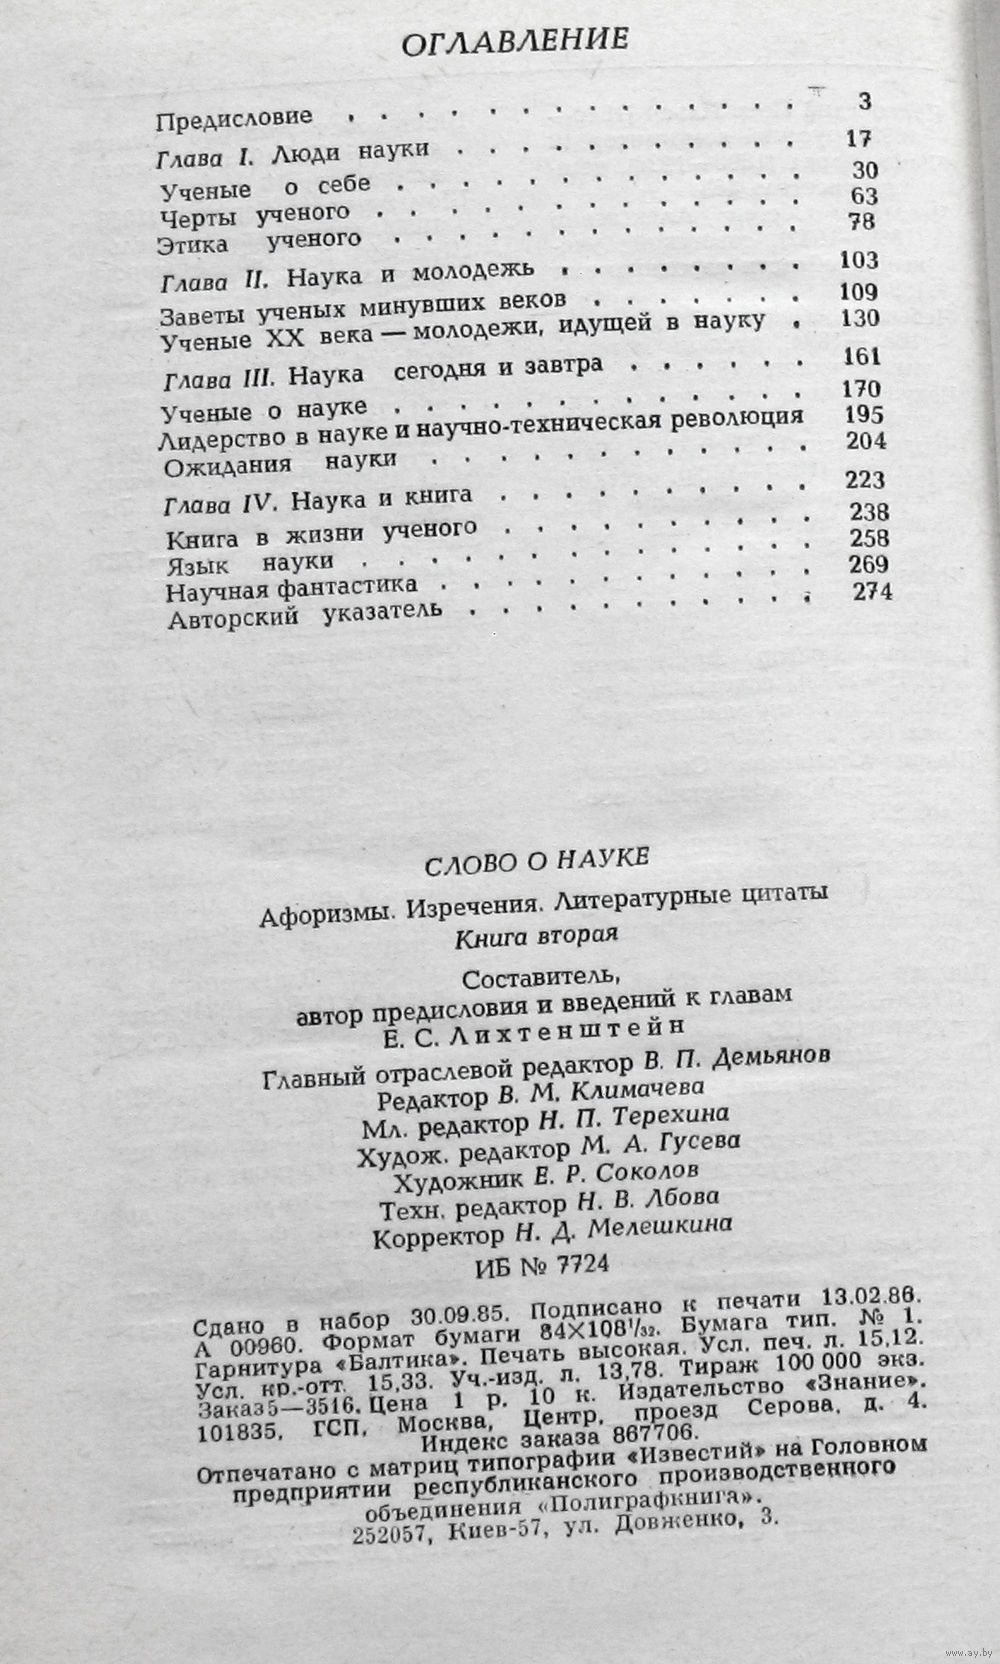 ОГЛАВЛЕНИЕ
Предисловие . . . . . . . . . . . . . 3
Глава I. Люди науки . . . . . . . . . . . 17
Ученые о себе . . . . . . . . . . . . . 30
Черты ученого . . . . . . . . . . . . . 63
Этика ученого . . . . . . . . . . . . . 78
Глава II. Наука и молодежь . . . . . . . . 103
Заветы ученых минувших веков . . . . . . . 109
Ученые XX века — молодежи, идущей в науку . 130
Глава III. Наука сегодня и завтра . . . . . . 161
Ученые о науке . . . . . . . . . . . . . 170
Лидерство в науке и научно-техническая революция 195
Ожидания науки . . . . . . . . . . . . 204
Глава IV. Наука и книга . . . . . . . . . . 223
Книга в жизни ученого . . . . . . . . . . 238
Язык науки . . . . . . . . . . . . . . 258
Научная фантастика . . . . . . . . . . . 269
Авторский указатель . . . . . . . . . . . 274
СЛОВО О НАУКЕ
Афоризмы. Изречения. Литературные цитаты
Книга вторая
Составитель,
автор предисловия и введений к главам
Е. С. Лихтенштейн
Главный отраслевой редактор В. П. Демьянов
Редактор В. М. Климачева
Мл. редактор Н. П. Терехина
Худож. редактор М. А. Гусева
Художник Е. Р. Соколов
Техн. редактор Н. В. Лбова
Корректор Н. Д. Мелешкина
ИБ № 7724
Сдано в набор 30.09.85. Подписано к печати 13.02.86.
А 00960. Формат бумаги 84×108¹/₃₂. Бумага тип. № 1.
Гарнитура «Балтика». Печать высокая. Усл. печ. л. 15,12.
Усл. кр.-отт. 15,33. Уч.-изд. л. 13,78. Тираж 100 000 экз.
Заказ 5—3516. Цена 1 р. 10 к. Издательство «Знание».
101835, ГСП, Москва, Центр, проезд Серова, д. 4.
Индекс заказа 867706.
Отпечатано с матриц типографии «Известий» на Головном
предприятии республиканского производственного
объединения «Полиграфкнига».
252057, Киев-57, ул. Довженко, 3.
www.ay.by